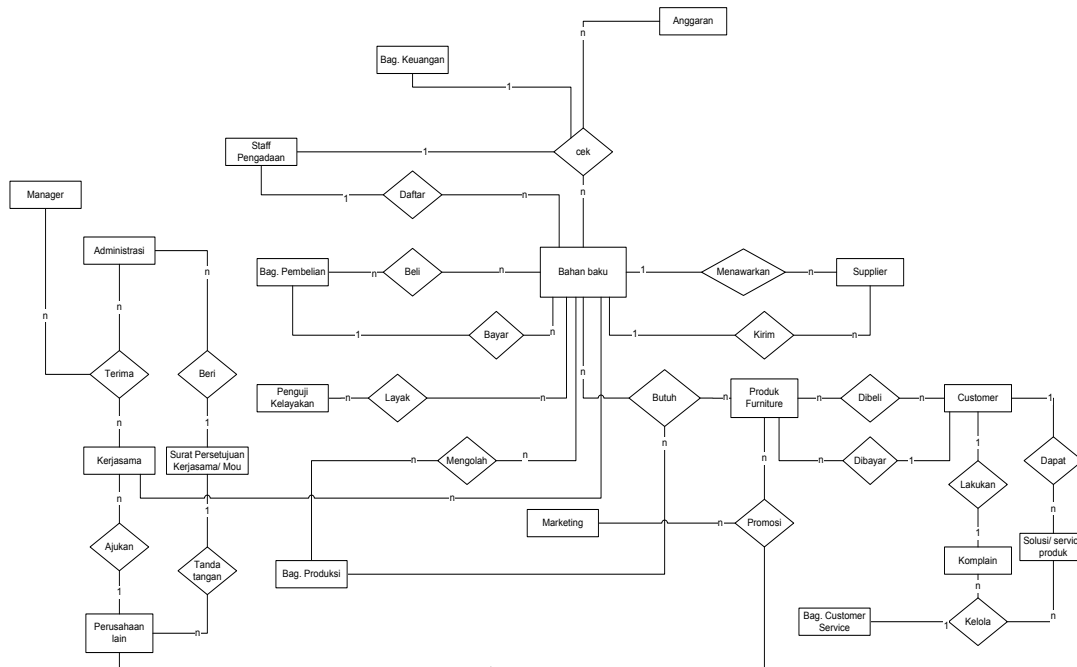 Anggaran
n
Bag. Keuangan
1
Staff
Pengadaan
1
cek
n
1
Daftar
n
Manager
Administrasi
n
n
Bag. Pembelian
n
Beli
n
Bahan baku
1
Menawarkan
n
Supplier
n
1
Bayar
n
1
Kirim
n
Terima
Beri
Penguji
Kelayakan
n
Layak
n
n
Butuh
n
Produk
Furniture
n
Dibeli
n
Customer
1
n
1
Kerjasama
Surat Persetujuan
Kerjasama/ Mou
n
Mengolah
n
n
n
n
Dibayar
1
1
Dapat
Lakukan
n
n
1
Marketing
n
Promosi
1
n
Ajukan
Tanda
tangan
Bag. Produksi
n
Komplain
Solusi/ servic
produk
1
n
n
Perusahaan
lain
n
Bag. Customer
Service
1
Kelola
n